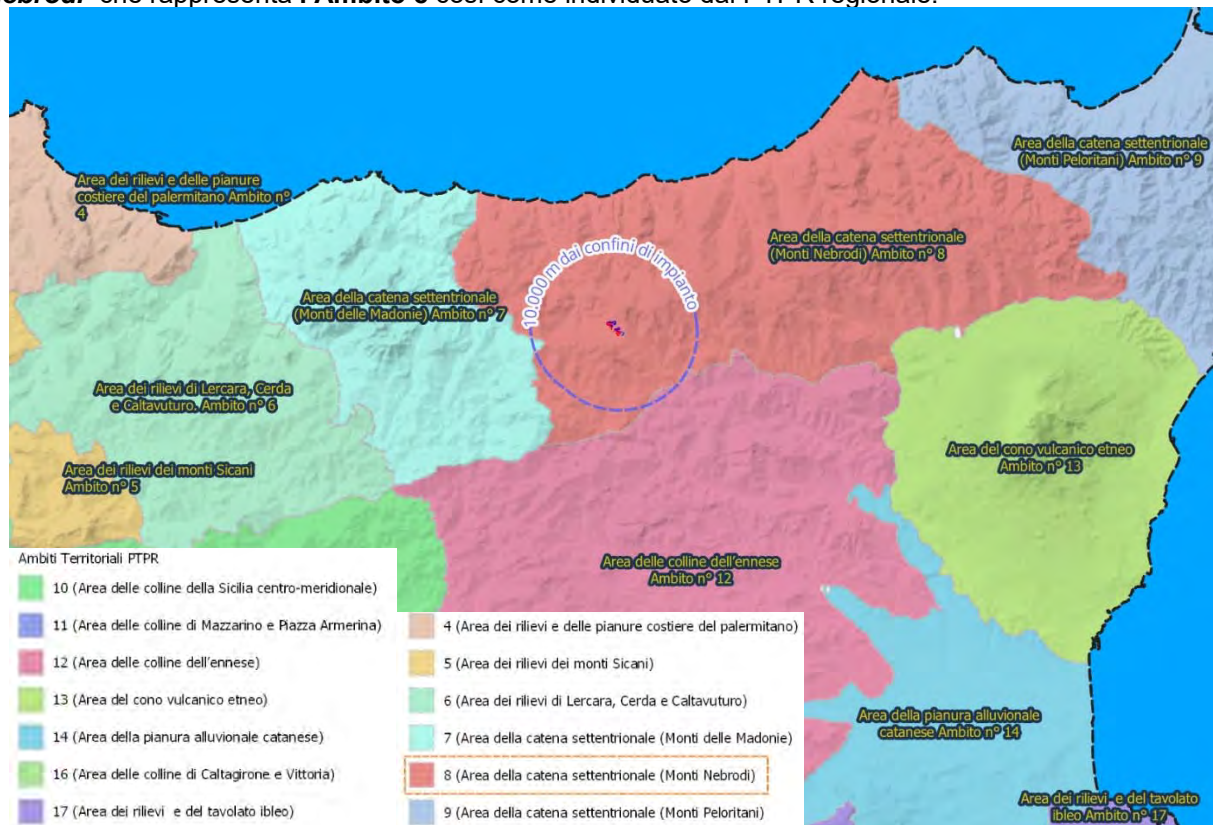 che rappresenta l'Ambito 8 così come individuato dal PTPR regionale.
Area della catena settentrionale
(Monti Peloritani) Ambito n° 9
Area dei rilievi e delle pianure
costiere del palermitano Ambito n°
4
Area della catena settentrionale
(Monti Nebrodi) Ambito n° 8
10.000 m dai confini di impianto
Area della catena settentrionale
(Monti delle Madonie) Ambito n° 7
Area dei rilievi di Lercara, Cerda
e Caltavuturo. Ambito n° 6
Area dei rilievi dei monti Sicani
Ambito n° 5
Area del cono vulcanico etneo
Ambito n° 13
Area delle colline dell'ennese
Ambito n° 12
Area della pianura alluvionale
catanese Ambito n° 14
Area dei rilievi e del tavolato
ibleo Ambito n° 17
Ambiti Territoriali PTPR
10 (Area delle colline della Sicilia centro-meridionale)
11 (Area delle colline di Mazzarino e Piazza Armerina)
12 (Area delle colline dell'ennese)
13 (Area del cono vulcanico etneo)
14 (Area della pianura alluvionale catanese)
16 (Area delle colline di Caltagirone e Vittoria)
17 (Area dei rilievi e del tavolato ibleo)
4 (Area dei rilievi e delle pianure costiere del palermitano)
5 (Area dei rilievi dei monti Sicani)
6 (Area dei rilievi di Lercara, Cerda e Caltavuturo)
7 (Area della catena settentrionale (Monti delle Madonie)
8 (Area della catena settentrionale (Monti Nebrodi)
9 (Area della catena settentrionale (Monti Peloritani)